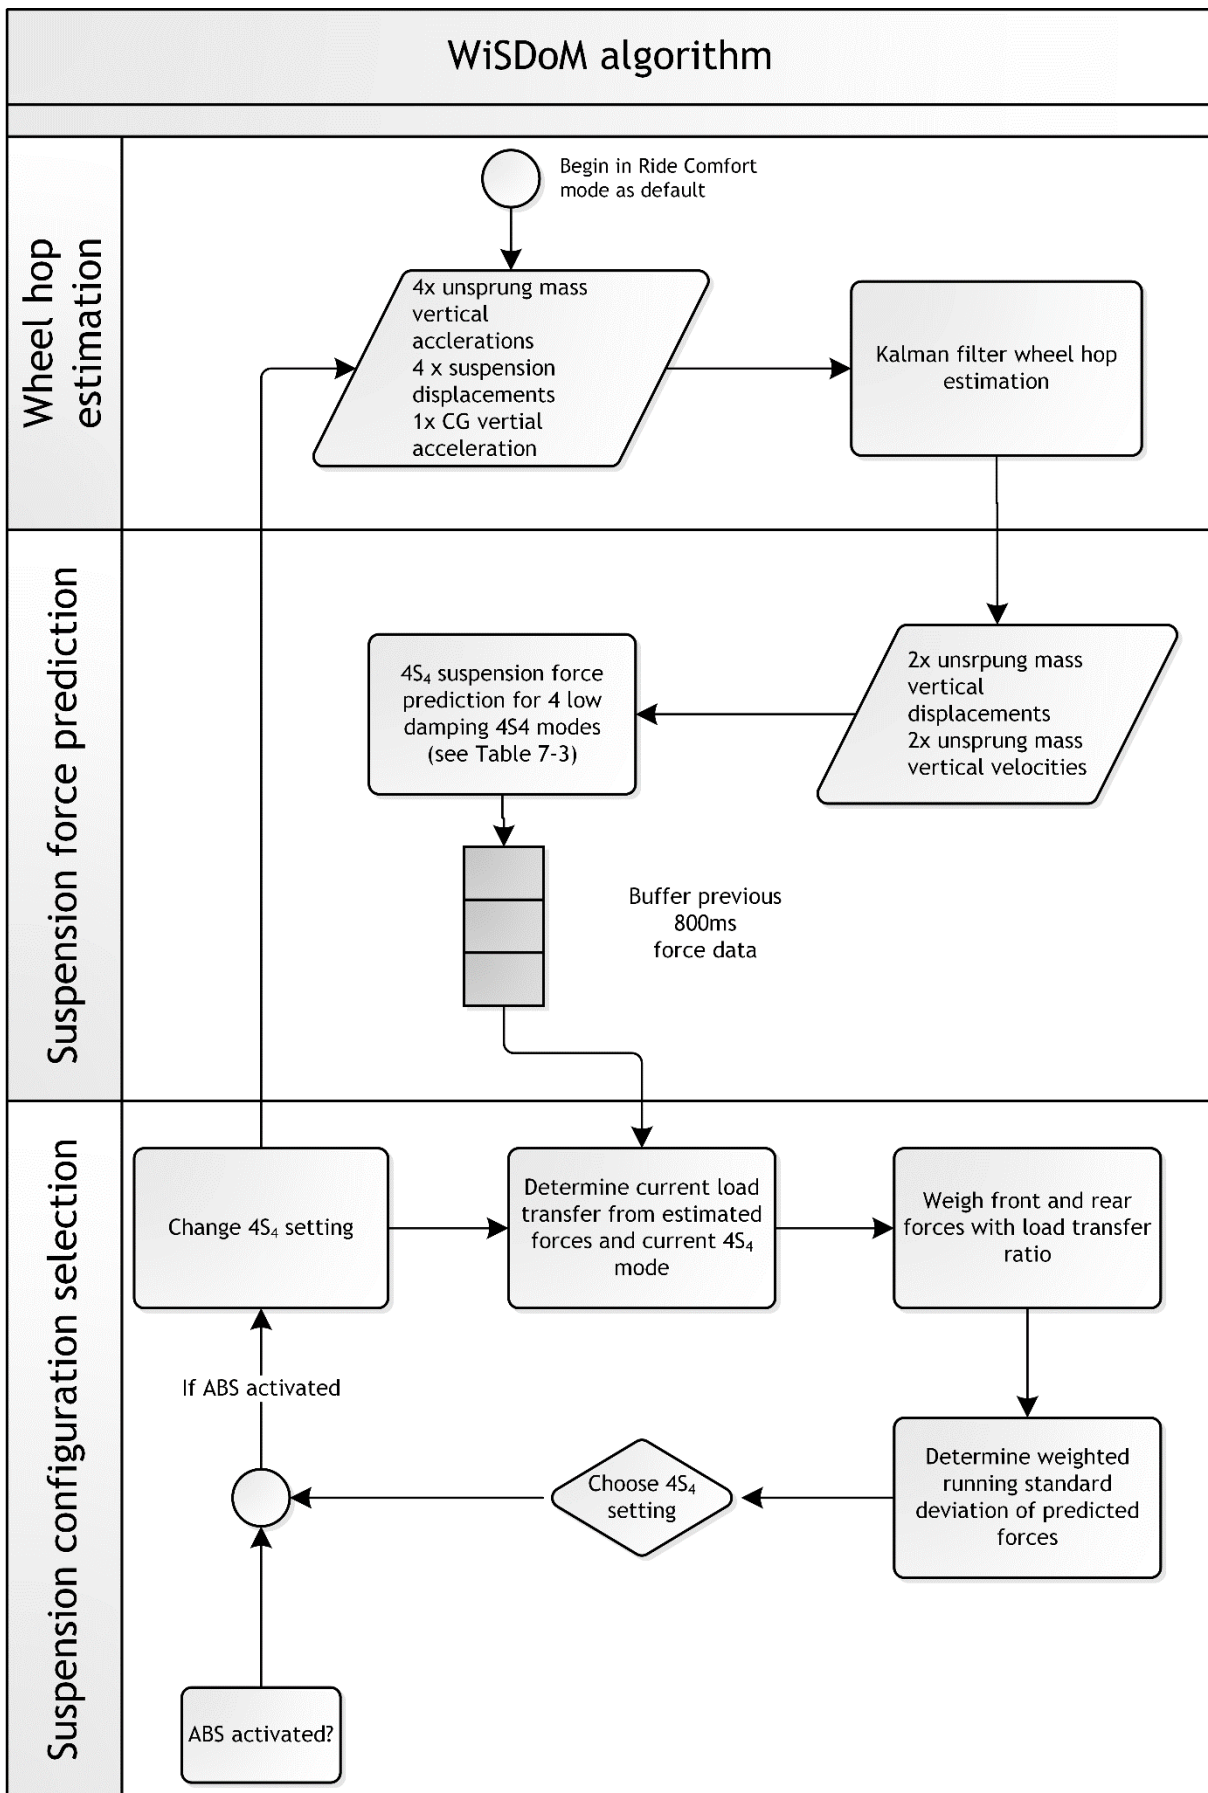 WiSDoM algorithm
Wheel hop
estimation
Begin in Ride Comfort
mode as default
4x unsprung mass
vertical
acclerations
4 x suspension
displacements
1x CG vertial
acceleration
Kalman filter wheel hop
estimation
Suspension force prediction
4S₄ suspension force
prediction for 4 low
damping 4S4 modes
(see Table 7-3)
2x unsrpung mass
vertical
displacements
2x unsprung mass
vertical velocities
Buffer previous
800ms
force data
Suspension configuration selection
Change 4S₄ setting
Determine current load
transfer from estimated
forces and current 4S₄
mode
Weigh front and rear
forces with load transfer
ratio
If ABS activated
Choose 4S₄
setting
Determine weighted
running standard
deviation of predicted
forces
ABS activated?